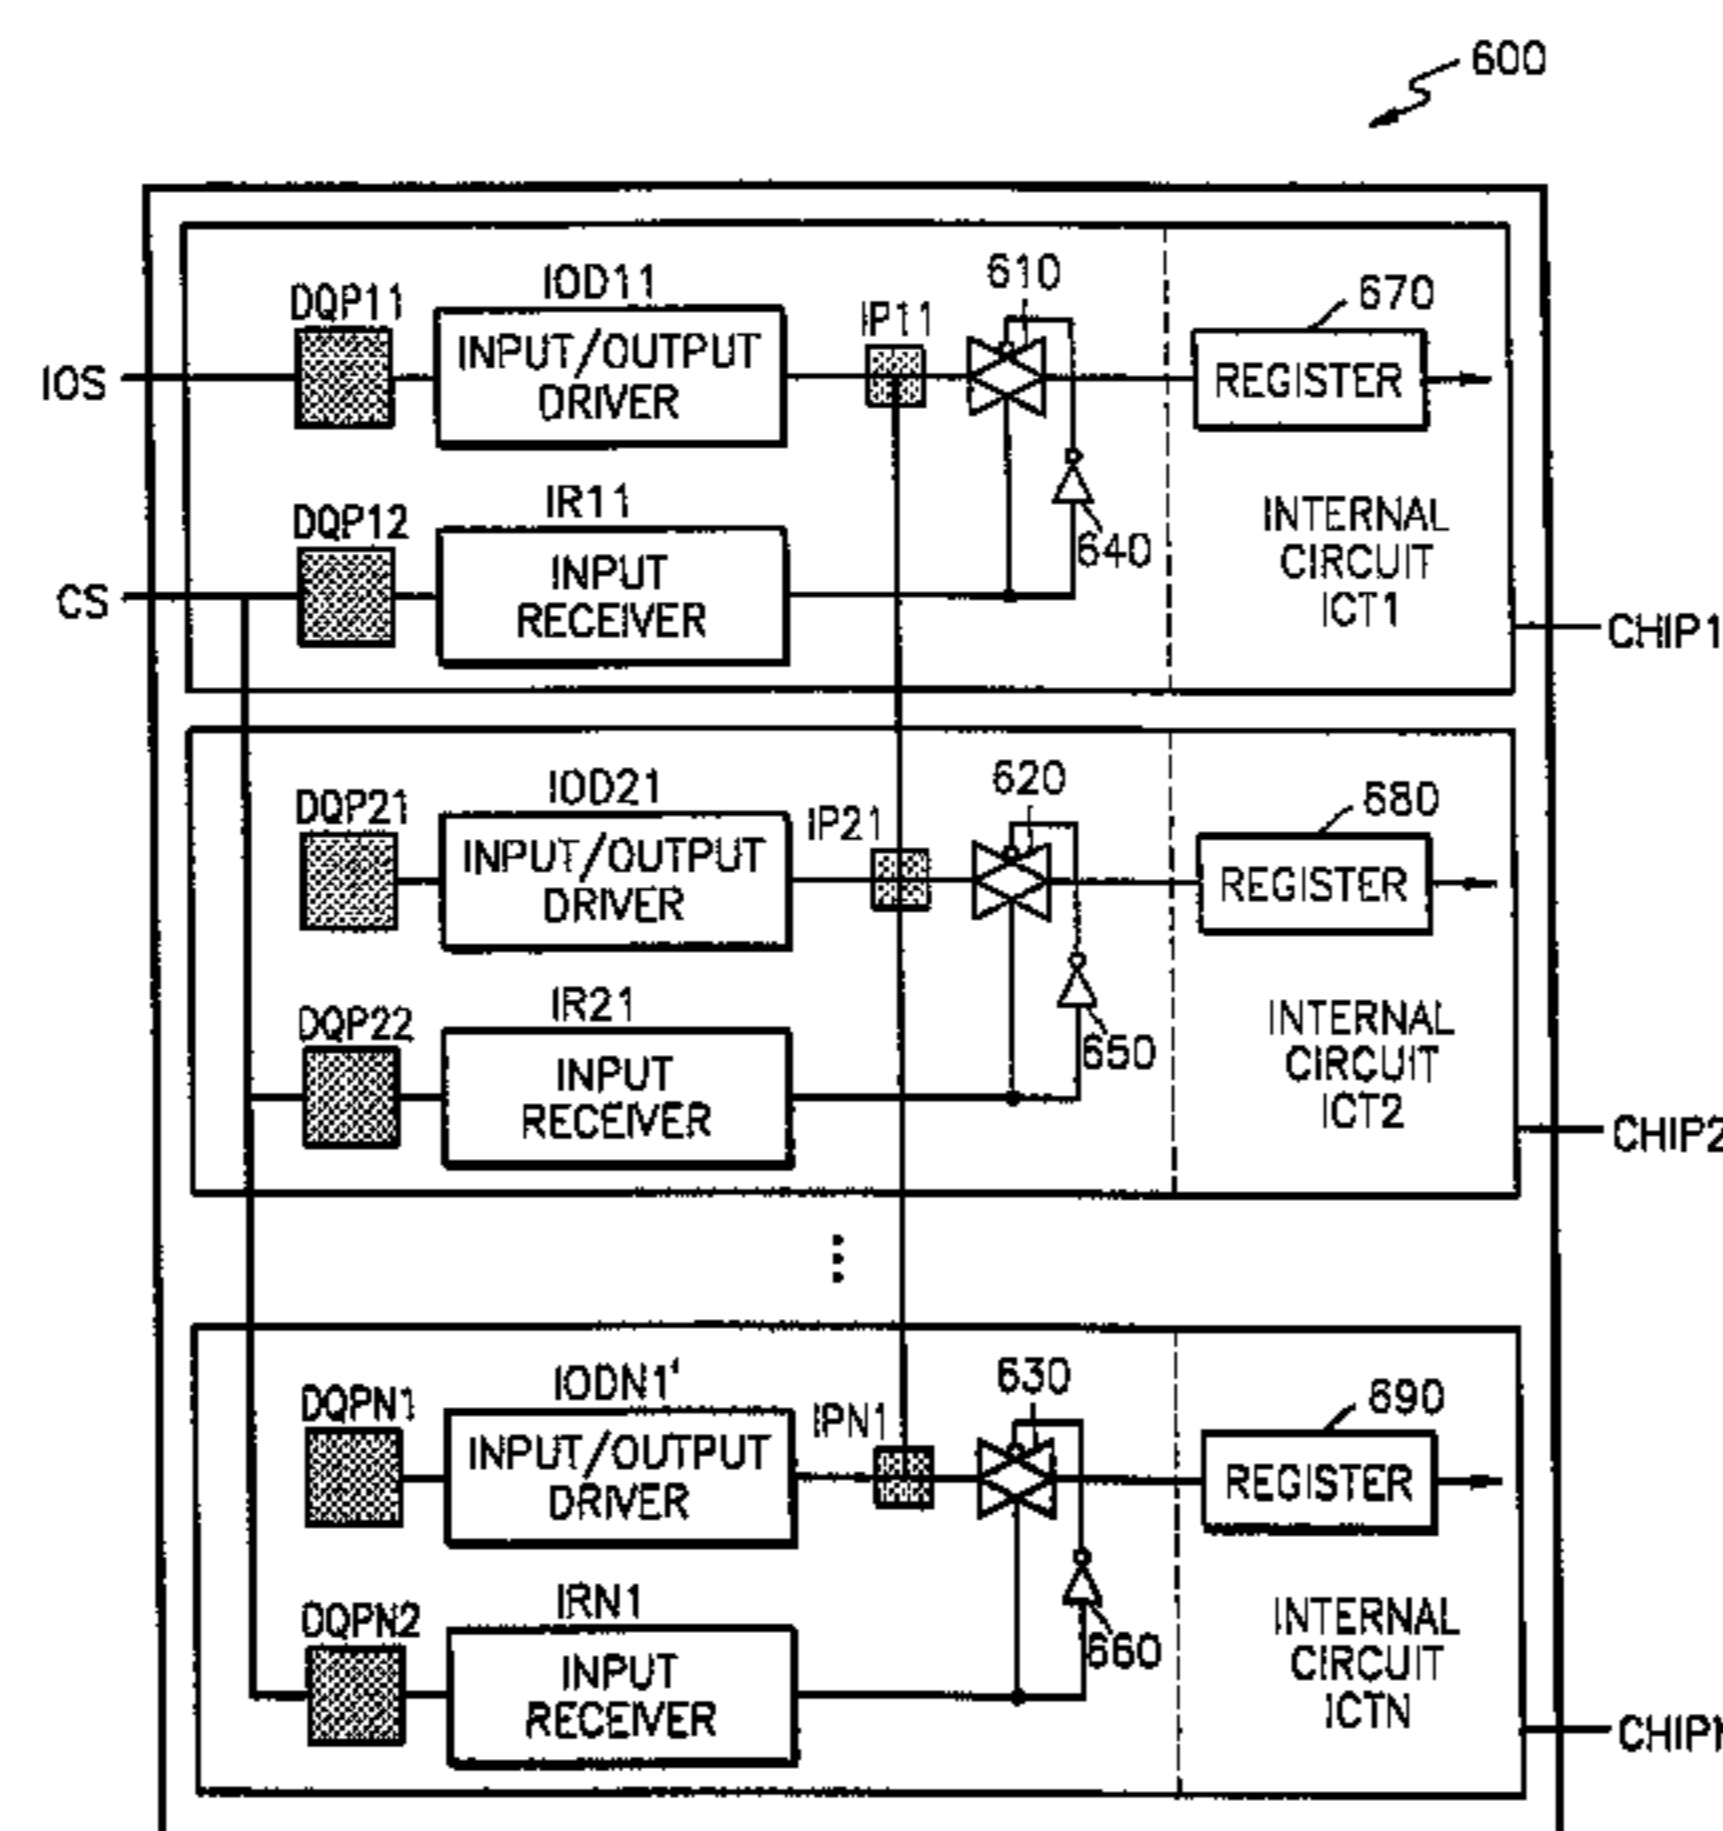 600
IOD11
610
DQP11
IP11
670
IOS
INPUT/OUTPUT
DRIVER
REGISTER
IR11
DQP12
INTERNAL
CIRCUIT
ICT1
640
CS
INPUT
RECEIVER
CHIP1
IOD21
620
DQP21
IP21
680
INPUT/OUTPUT
DRIVER
REGISTER
IR21
DQP22
INTERNAL
CIRCUIT
ICT2
650
INPUT
RECEIVER
CHIP2
IODN1'
630
DQPN1
IPN1
690
INPUT/OUTPUT
DRIVER
REGISTER
IRN1
DQPN2
INTERNAL
CIRCUIT
ICTN
660
INPUT
RECEIVER
CHIPN